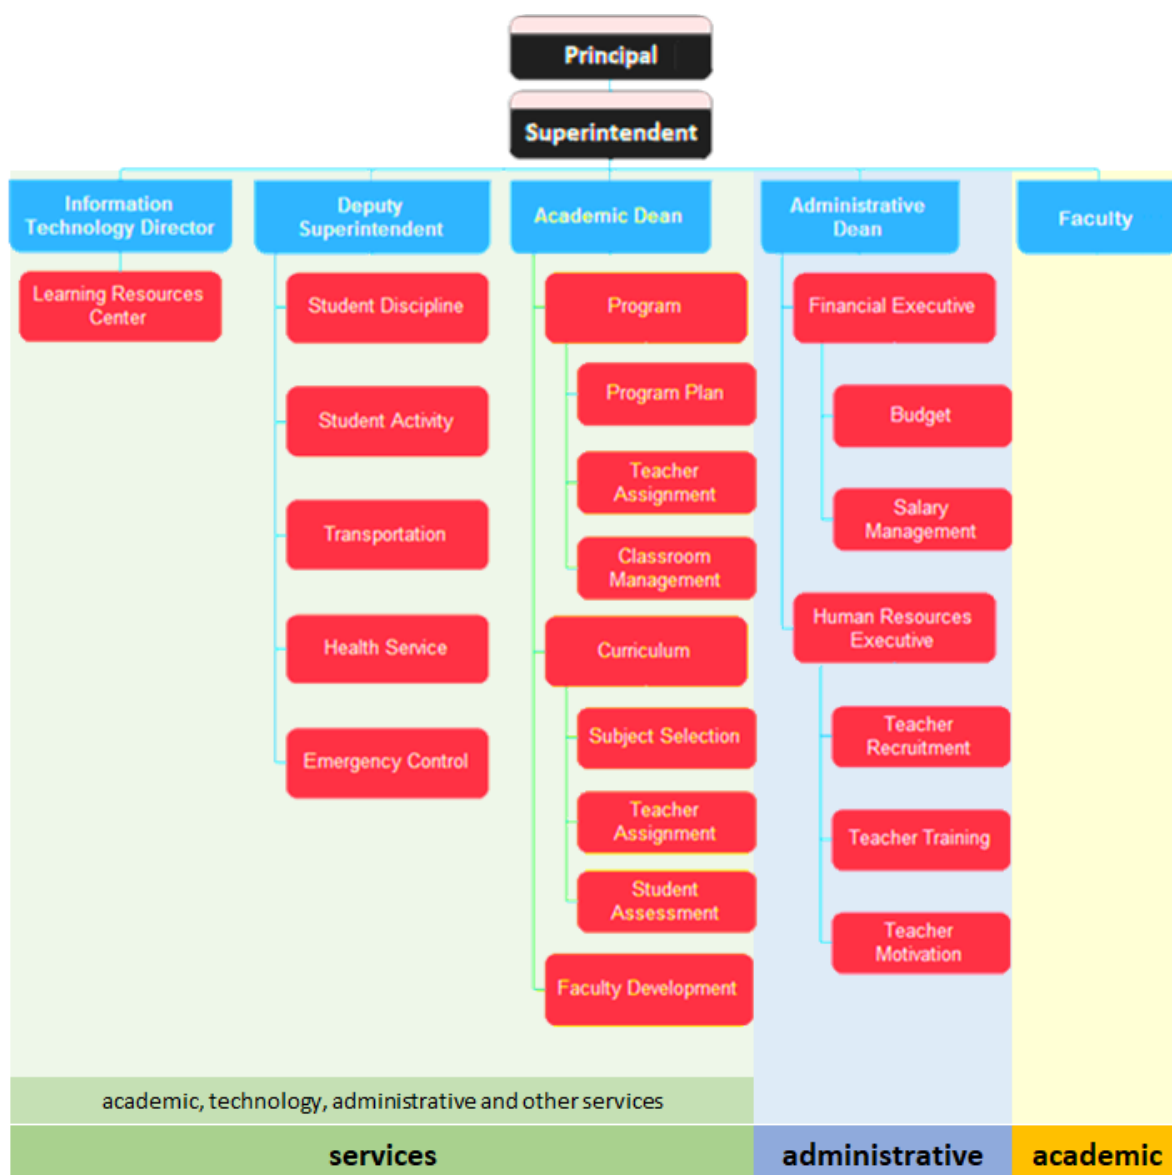 Principal
Superintendent
Information
Technology Director
Deputy
Superintendent
Academic Dean
Administrative
Dean
Faculty
Learning Resources
Center
Student Discipline
Student Activity
Transportation
Health Service
Emergency Control
Program
Program Plan
Teacher
Assignment
Classroom
Management
Curriculum
Subject Selection
Teacher
Assignment
Student
Assessment
Faculty Development
Financial Executive
Budget
Salary
Management
Human Resources
Executive
Teacher
Recruitment
Teacher Training
Teacher
Motivation
academic, technology, administrative and other services
services
administrative
academic